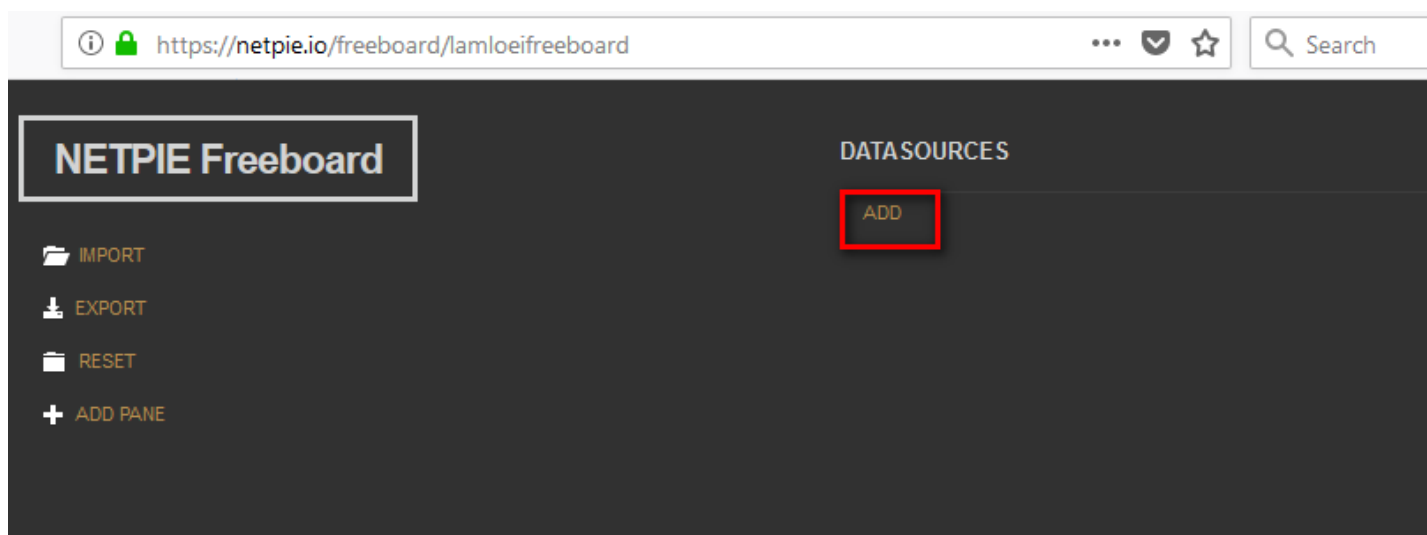 https://netpie.io/freeboard/lamloeifreeboard
Search
NETPIE Freeboard
IMPORT
EXPORT
RESET
ADD PANE
DATASOURCES
ADD